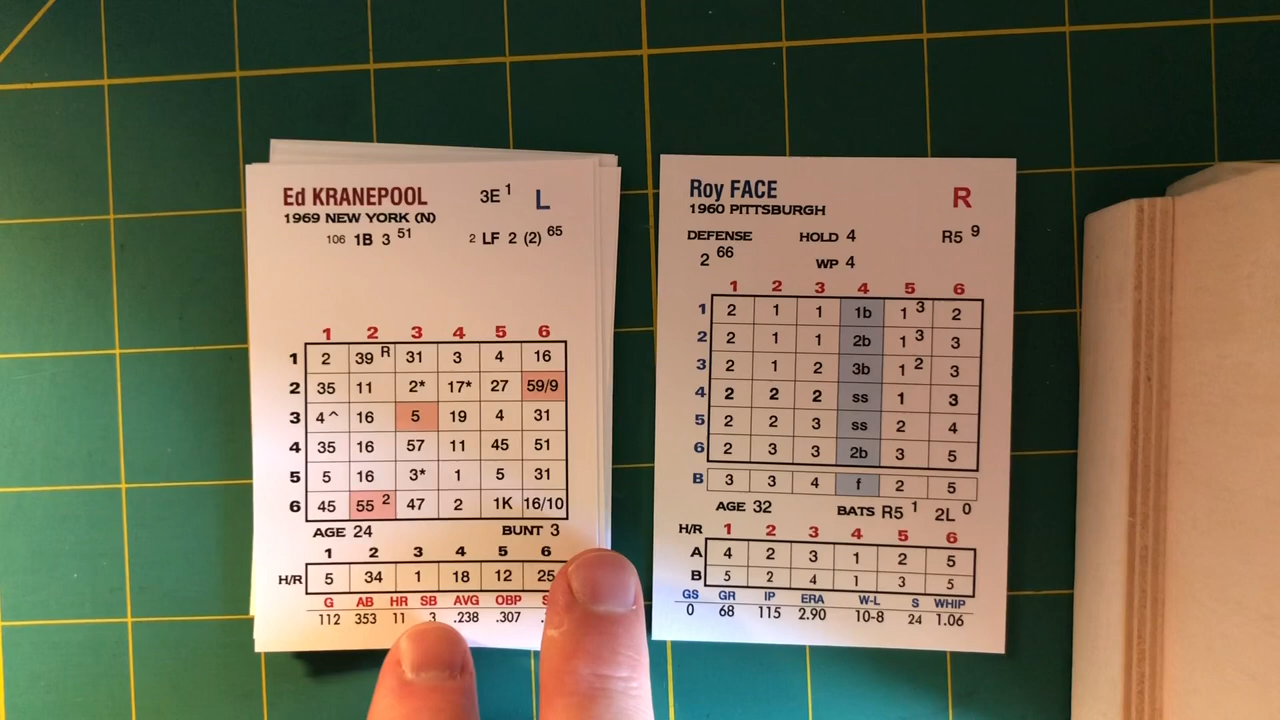 Ed KRANEPOOL 3E 1 L
1969 NEW YORK (N)
106 1B 3 51 2 LF 2 (2) 65
1 2 3 4 5 6
1 2 39 R 31 3 4 16
2 35 11 2* 17* 27 59/9
3 4^ 16 5 19 4 31
4 35 16 57 11 45 51
5 5 16 3* 1 5 31
6 45 55 2 47 2 1K 16/10
AGE 24 BUNT 3
1 2 3 4 5 6
H/R 5 34 1 18 12 25
G AB HR SB AVG OBP
112 353 11 3 .238 .307
Roy FACE R
1960 PITTSBURGH
DEFENSE HOLD 4 R5 9
2 66 WP 4
1 2 3 4 5 6
1 2 1 1 1b 1 3 2
2 2 1 1 2b 1 3 3
3 2 1 2 3b 1 2 3
4 2 2 2 ss 1 3
5 2 2 3 ss 2 4
6 2 3 3 2b 3 5
B 3 3 4 f 2 5
AGE 32 BATS R5 1 2L 0
H/R 1 2 3 4 5 6
A 4 2 3 1 2 5
B 5 2 4 1 3 5
GS GR IP ERA W-L S WHIP
0 68 115 2.90 10-8 24 1.06